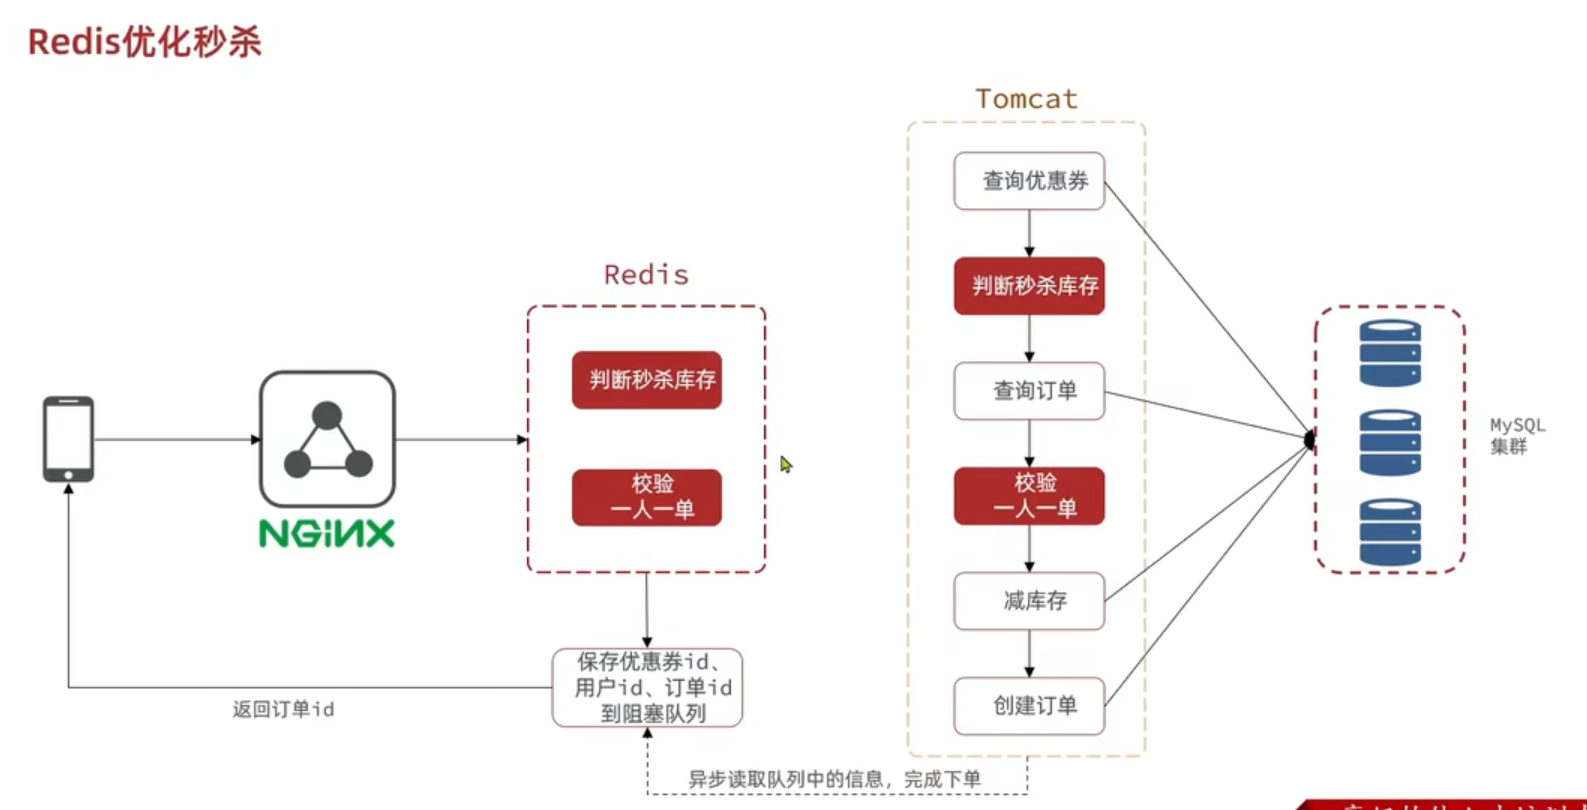 Redis优化秒杀
Tomcat
查询优惠券
判断秒杀库存
查询订单
校验
一人一单
减库存
创建订单
Redis
判断秒杀库存
校验
一人一单
NGiNX
保存优惠券id、
用户id、订单id
到阻塞队列
返回订单id
异步读取队列中的信息，完成下单
MySQL
集群